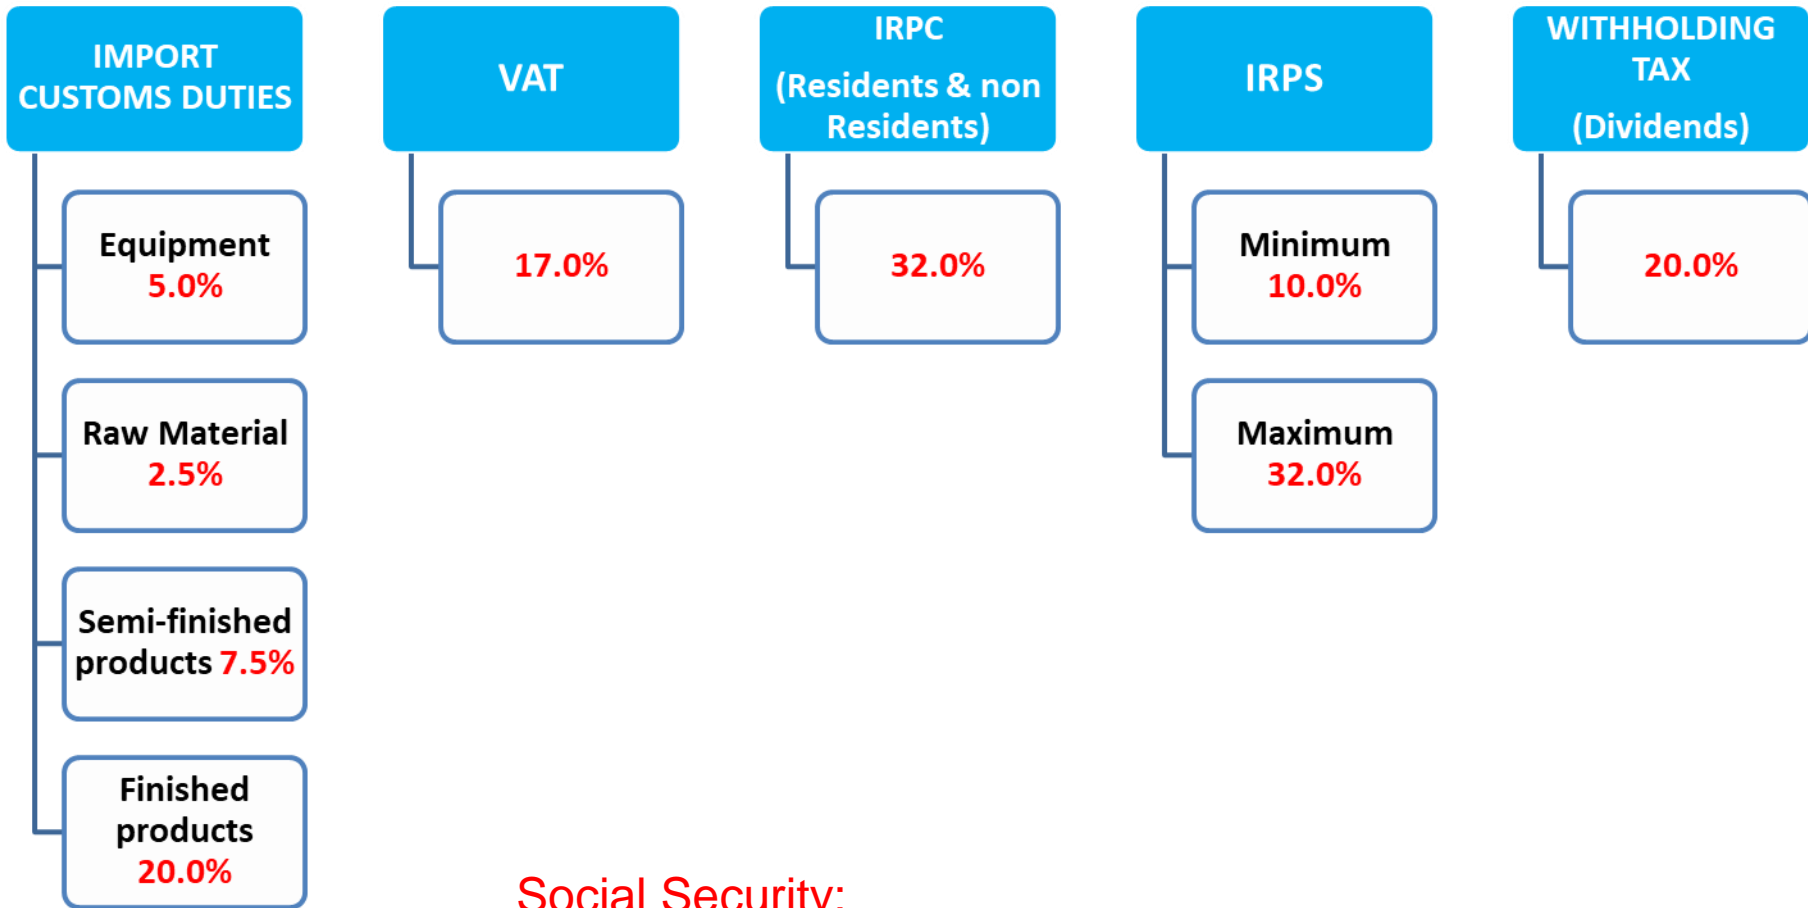 IMPORT
CUSTOMS DUTIES
Equipment
5.0%
Raw Material
2.5%
Semi-finished
products 7.5%
Finished
products
20.0%
VAT
17.0%
IRPC
(Residents & non
Residents)
32.0%
IRPS
Minimum
10.0%
Maximum
32.0%
WITHHOLDING
TAX
(Dividends)
20.0%
Social Security: